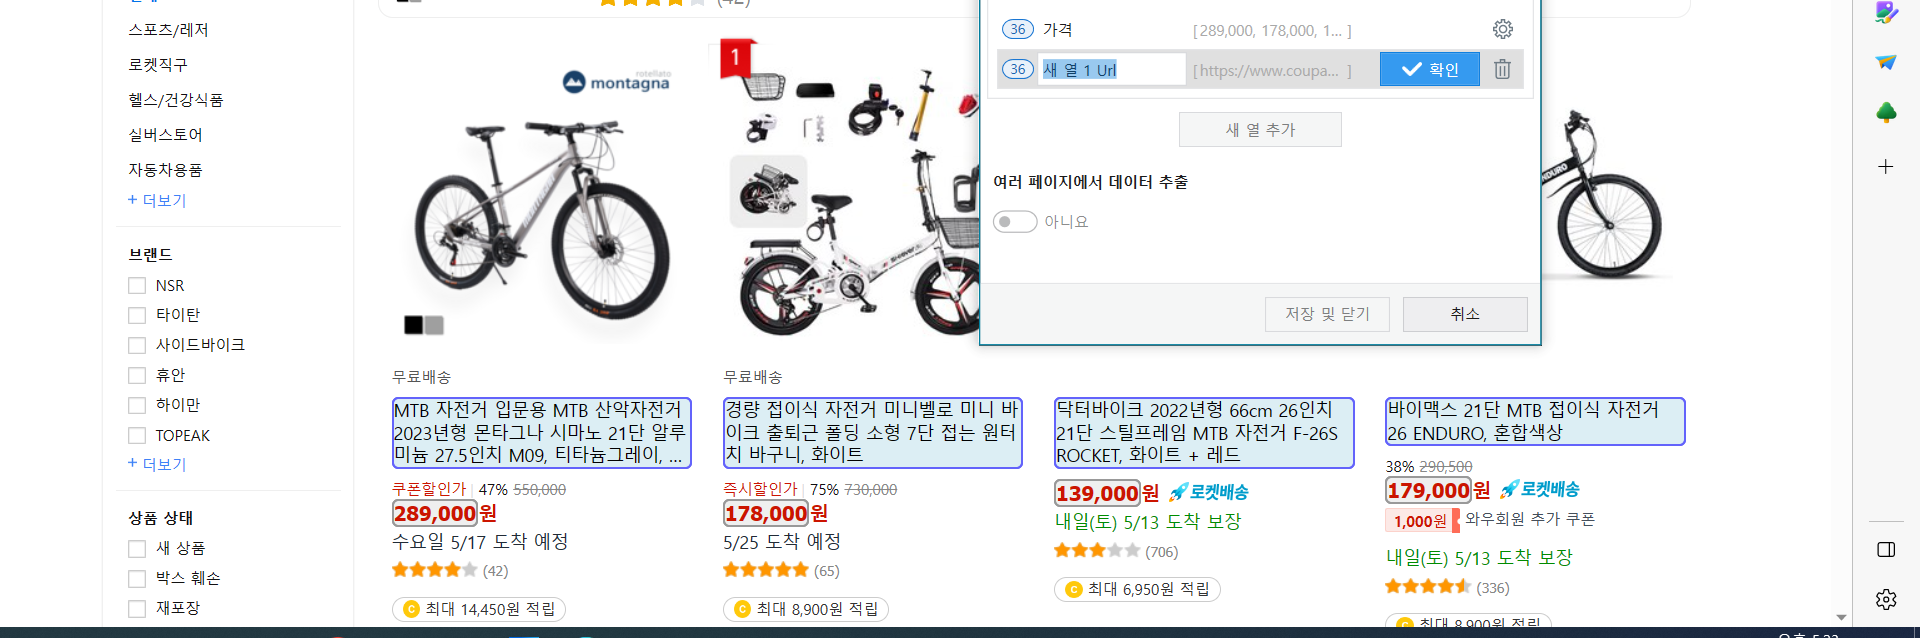 스포츠/레저
로켓직구
헬스/건강식품
실버스토어
자동차용품
+ 더보기
브랜드
NSR
타이탄
사이드바이크
휴안
하이만
TOPEAK
+ 더보기
상품 상태
새 상품
박스 훼손
재포장
(42)
rotellato
montagna
1
무료배송
MTB 자전거 입문용 MTB 산악자전거
2023년형 몬타그나 시마노 21단 알루
미늄 27.5인치 M09, 티타늄그레이, ...
쿠폰할인가 47% 550,000
289,000원
수요일 5/17 도착 예정
(42)
최대 14,450원 적립
무료배송
경량 접이식 자전거 미니벨로 미니 바
이크 출퇴근 폴딩 소형 7단 접는 원터
치 바구니, 화이트
즉시할인가 75% 730,000
178,000원
5/25 도착 예정
(65)
최대 8,900원 적립
닥터바이크 2022년형 66cm 26인치
21단 스틸프레임 MTB 자전거 F-26S
ROCKET, 화이트 + 레드
139,000원 로켓배송
내일(토) 5/13 도착 보장
(706)
최대 6,950원 적립
ENDURO
바이맥스 21단 MTB 접이식 자전거
26 ENDURO, 혼합색상
38% 290,500
179,000원 로켓배송
1,000원 와우회원 추가 쿠폰
내일(토) 5/13 도착 보장
(336)
최대 8,900원 적립
36 가격 [289,000, 178,000, 1... ]
36 새 열 1 Url [https://www.coupa... ] 확인
새 열 추가
여러 페이지에서 데이터 추출
아니요
저장 및 닫기
취소